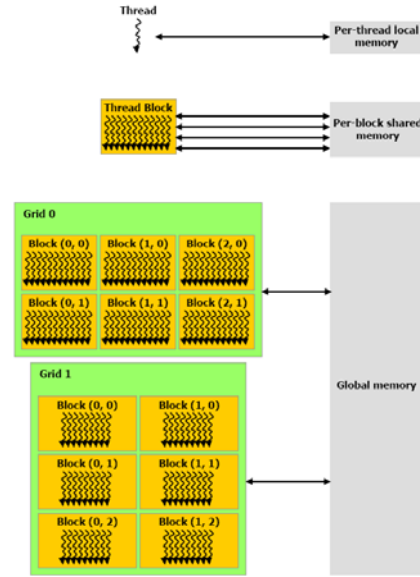 Thread
Per-thread local
memory
Thread Block
Per-block shared
memory
Grid 0
Block (0, 0) Block (1, 0) Block (2, 0)
Block (0, 1) Block (1, 1) Block (2, 1)
Global memory
Grid 1
Block (0, 0) Block (1, 0)
Block (0, 1) Block (1, 1)
Block (0, 2) Block (1, 2)